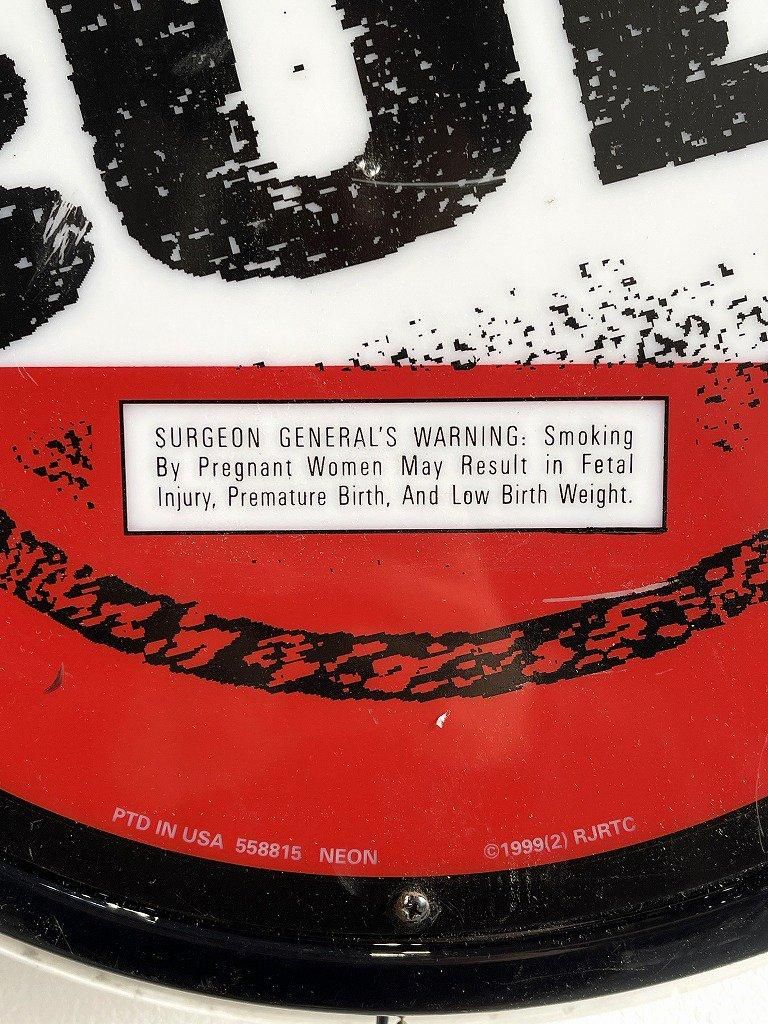 SURGEON GENERAL'S WARNING: Smoking
By Pregnant Women May Result in Fetal
Injury, Premature Birth, And Low Birth Weight.
PTD IN USA 558815 NEON
©1999(2) RJRTC